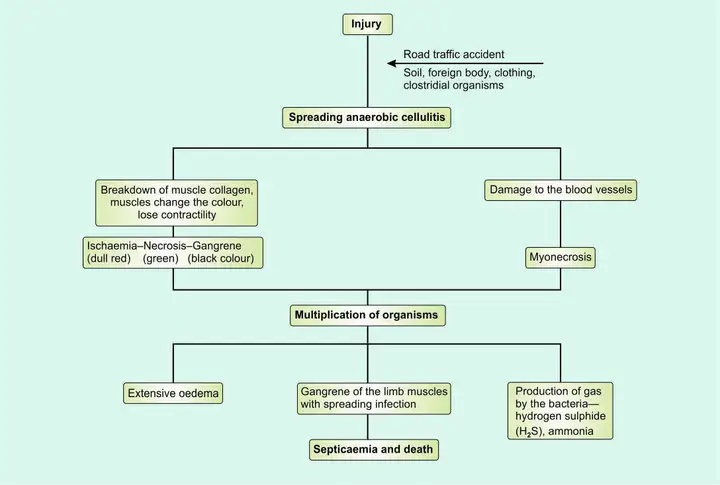 Injury
Road traffic accident
Soil, foreign body, clothing,
clostridial organisms
Spreading anaerobic cellulitis
Breakdown of muscle collagen,
muscles change the colour,
lose contractility
Damage to the blood vessels
Ischaemia–Necrosis–Gangrene
(dull red) (green) (black colour)
Myonecrosis
Multiplication of organisms
Extensive oedema
Gangrene of the limb muscles
with spreading infection
Production of gas
by the bacteria—
hydrogen sulphide
(H₂S), ammonia
Septicaemia and death